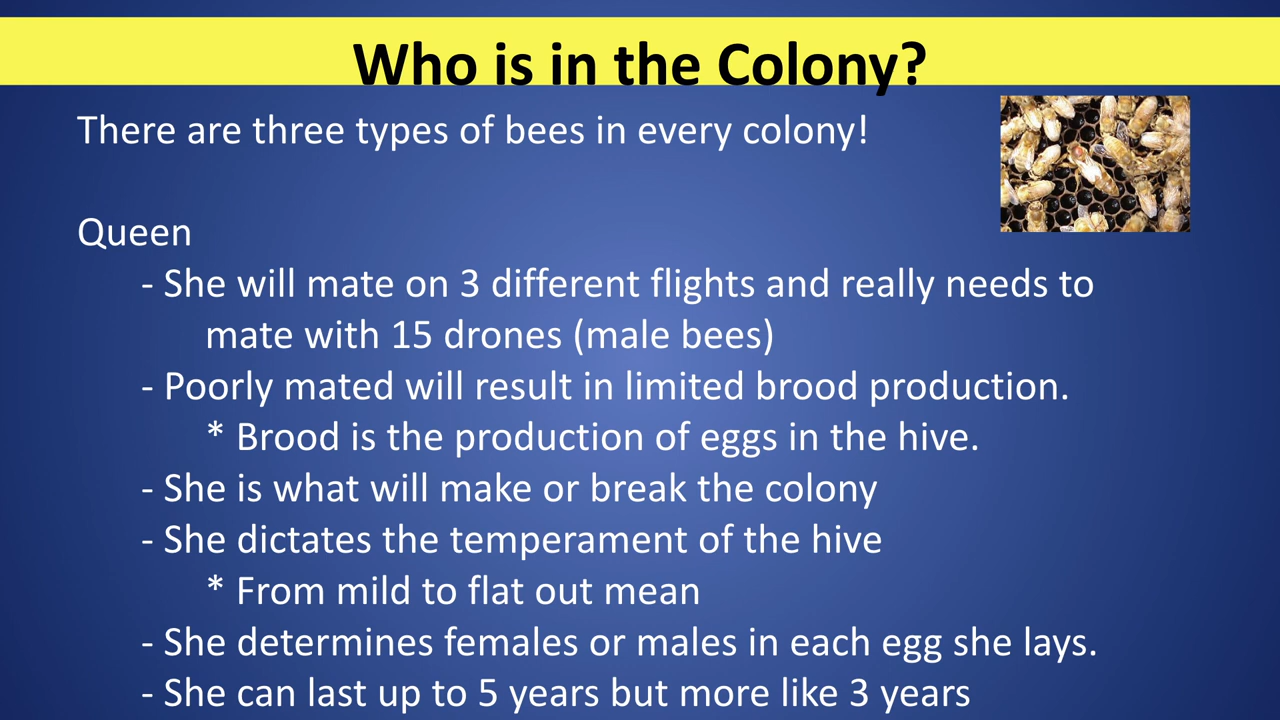 Who is in the Colony?
There are three types of bees in every colony!
Queen
- She will mate on 3 different flights and really needs to
mate with 15 drones (male bees)
- Poorly mated will result in limited brood production.
* Brood is the production of eggs in the hive.
- She is what will make or break the colony
- She dictates the temperament of the hive
* From mild to flat out mean
- She determines females or males in each egg she lays.
- She can last up to 5 years but more like 3 years